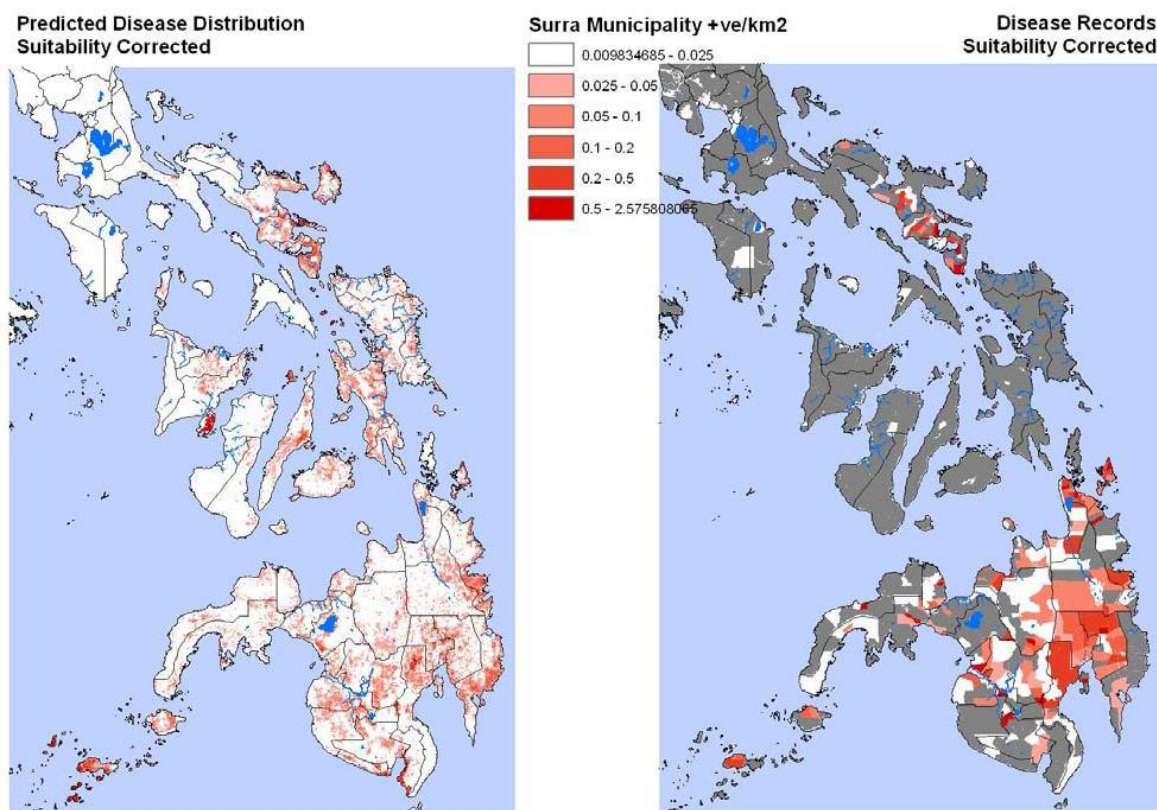 Predicted Disease Distribution
Suitability Corrected
Surra Municipality +ve/km2
0.009834685 - 0.025
0.025 - 0.05
0.05 - 0.1
0.1 - 0.2
0.2 - 0.5
0.5 - 2.575808065
Disease Records
Suitability Corrected